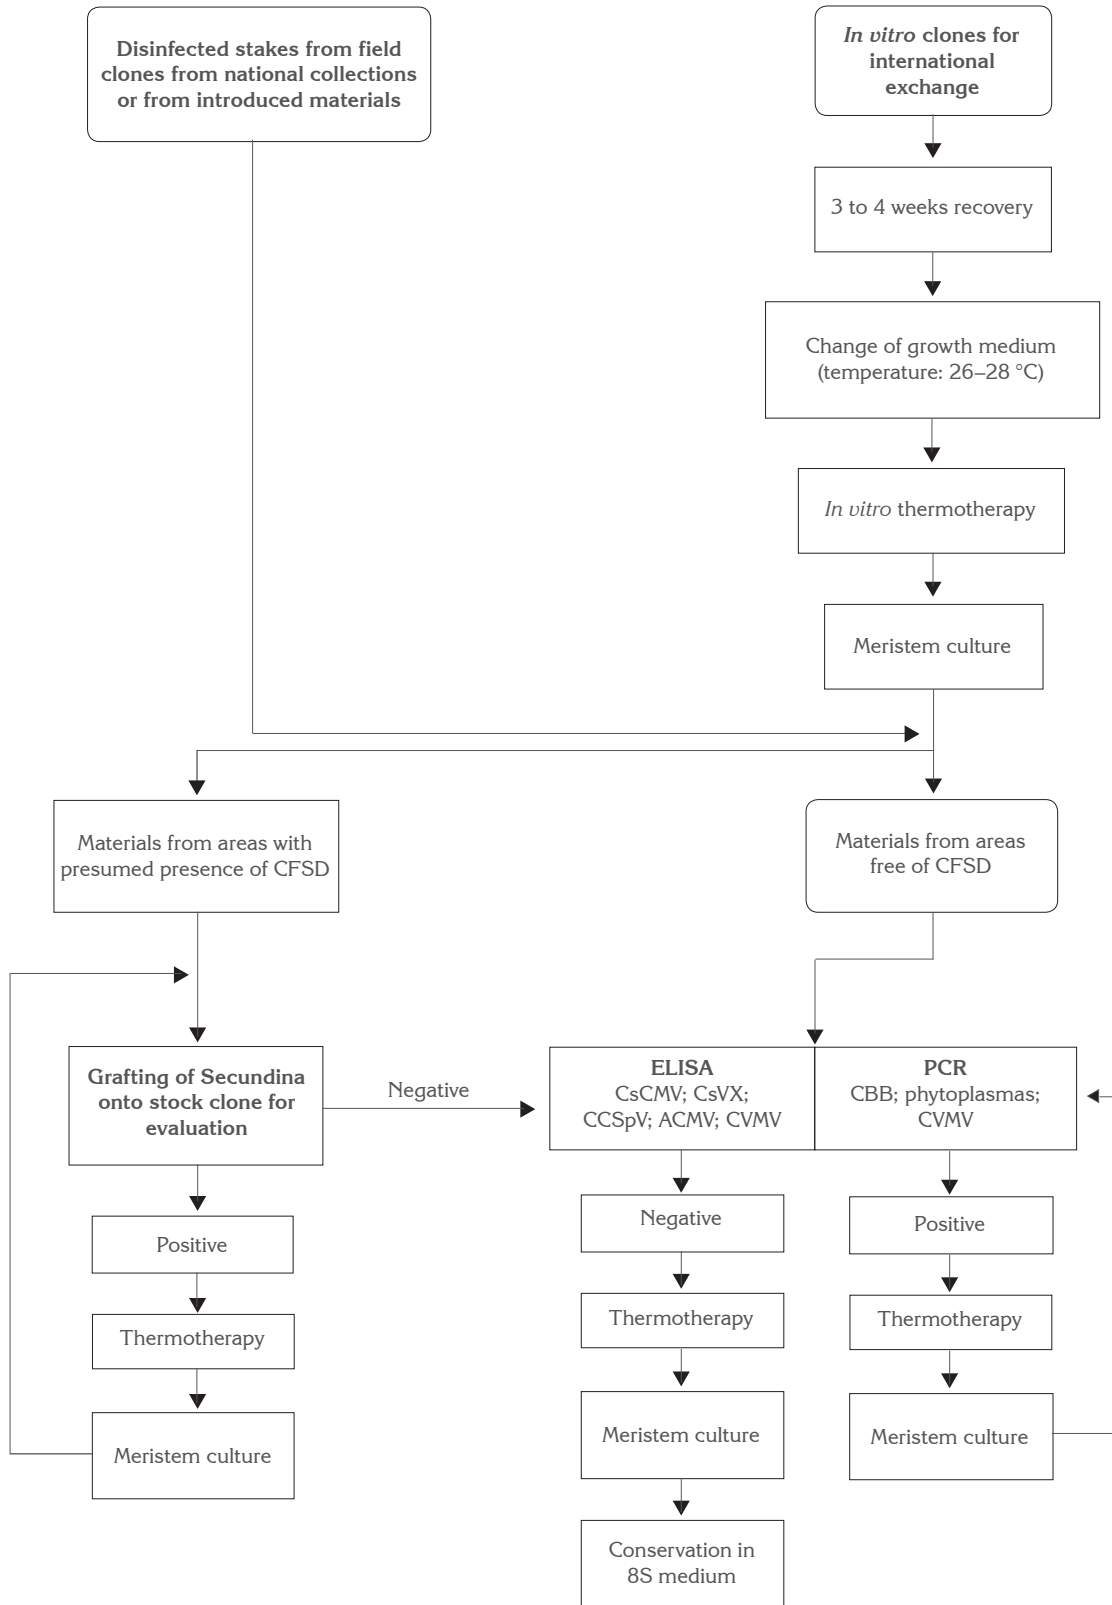 Disinfected stakes from field
clones from national collections
or from introduced materials
In vitro clones for
international
exchange
3 to 4 weeks recovery
Change of growth medium
(temperature: 26–28 °C)
In vitro thermotherapy
Meristem culture
Materials from areas with
presumed presence of CFSD
Materials from areas
free of CFSD
Grafting of Secundina
onto stock clone for
evaluation
Negative
ELISA
CsCMV; CsVX;
CCSpV; ACMV; CVMV
PCR
CBB; phytoplasmas;
CVMV
Positive
Thermotherapy
Meristem culture
Negative
Thermotherapy
Meristem culture
Conservation in
8S medium
Positive
Thermotherapy
Meristem culture